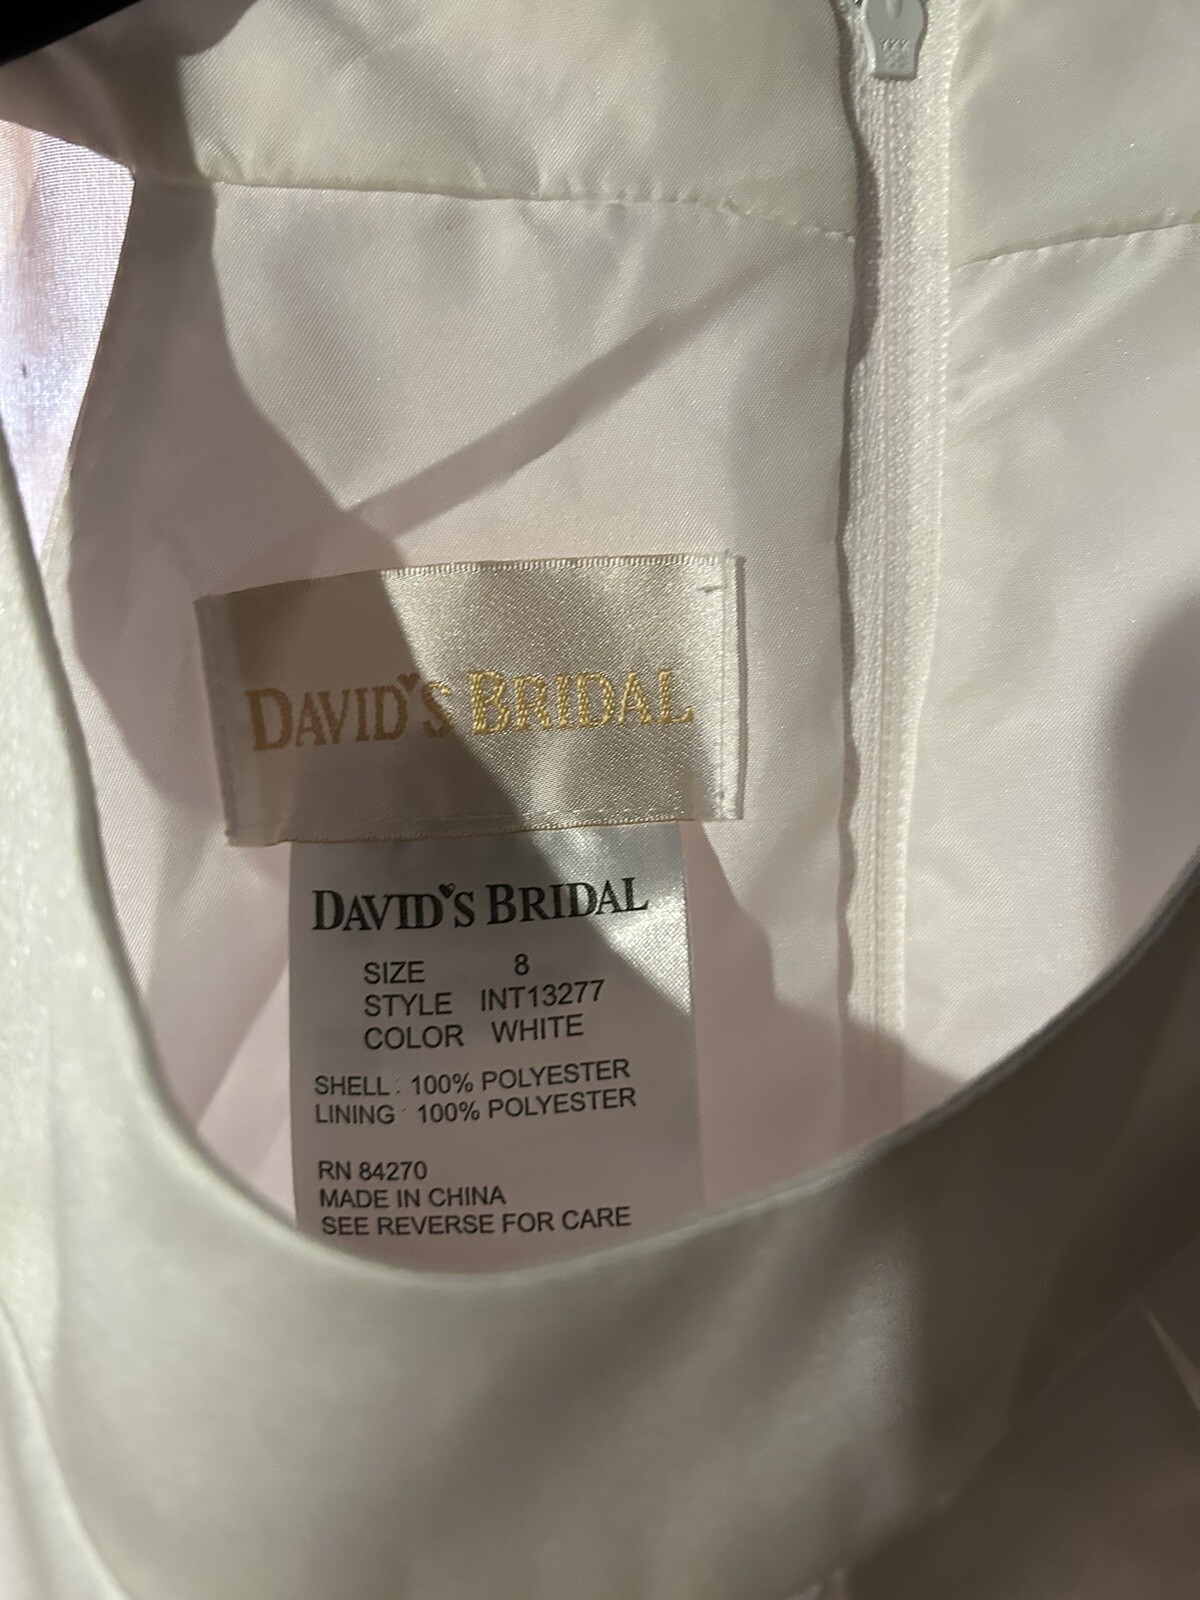 YKK
DAVID'S BRIDAL
DAVID'S BRIDAL
SIZE 8
STYLE INT13277
COLOR WHITE
SHELL: 100% POLYESTER
LINING: 100% POLYESTER
RN 84270
MADE IN CHINA
SEE REVERSE FOR CARE